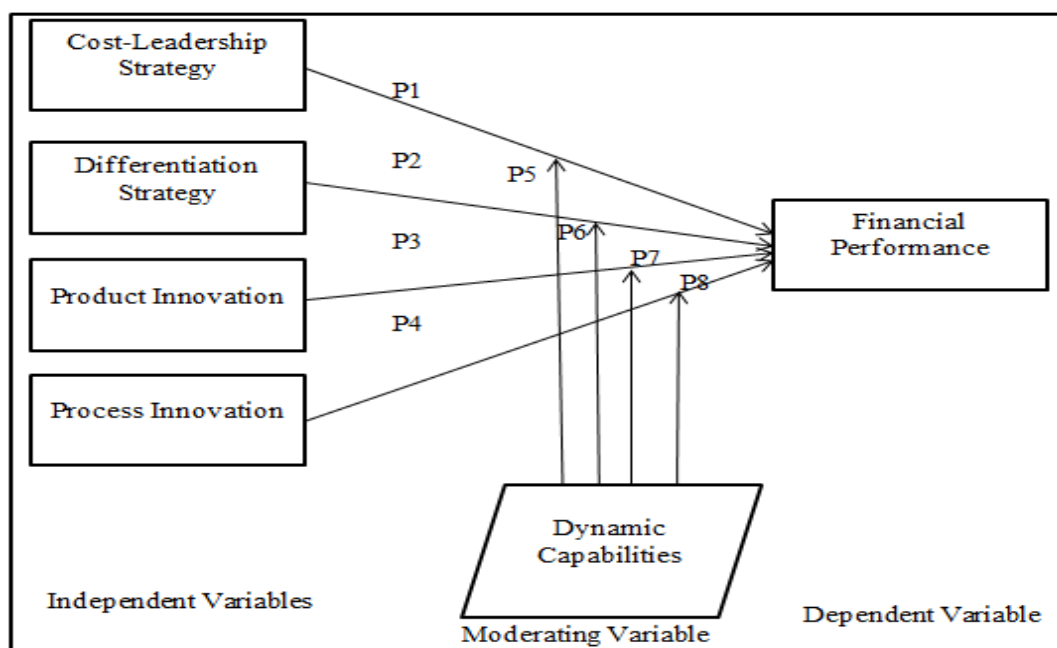 Cost-Leadership
Strategy
P1
Differentiation
Strategy
P2
P5
P3
P6
Financial
Performance
Product Innovation
P7
P8
P4
Process Innovation
Dynamic
Capabilities
Independent Variables
Moderating Variable
Dependent Variable